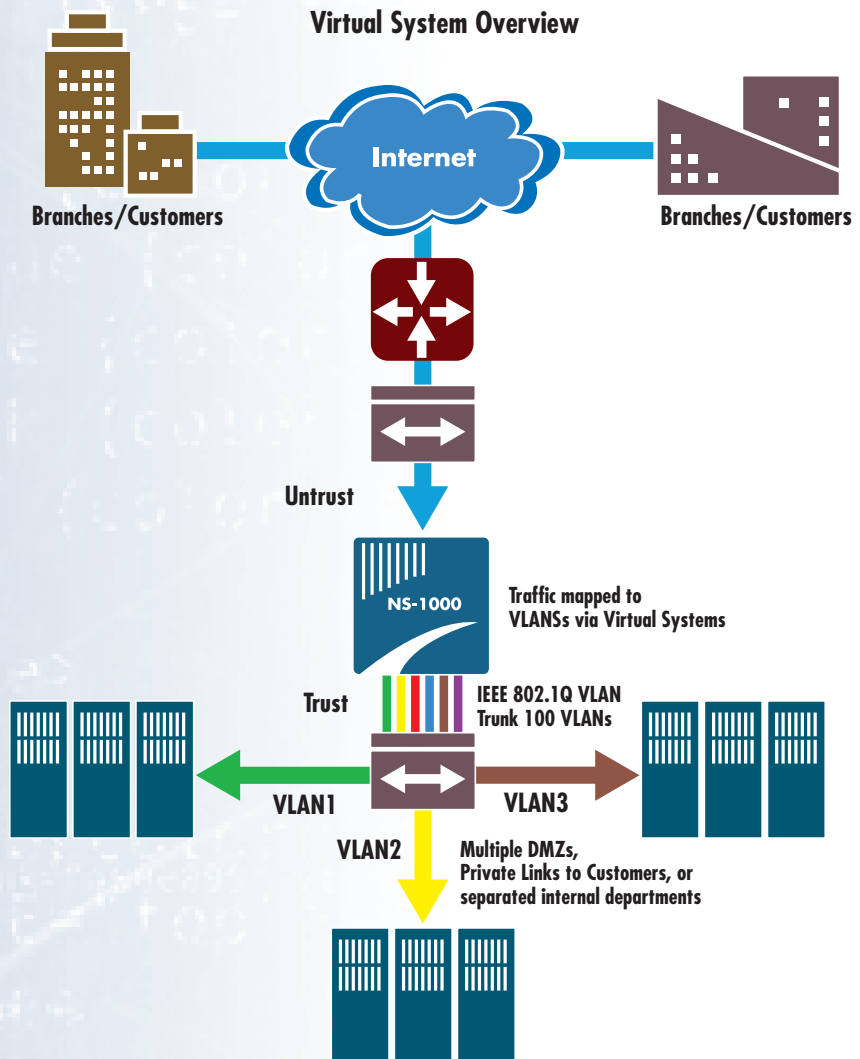 Virtual System Overview
Internet
Branches/Customers
Branches/Customers
Untrust
NS-1000
Traffic mapped to
VLANSs via Virtual Systems
Trust
IEEE 802.1Q VLAN
Trunk 100 VLANs
VLAN1
VLAN3
VLAN2
Multiple DMZs,
Private Links to Customers, or
separated internal departments